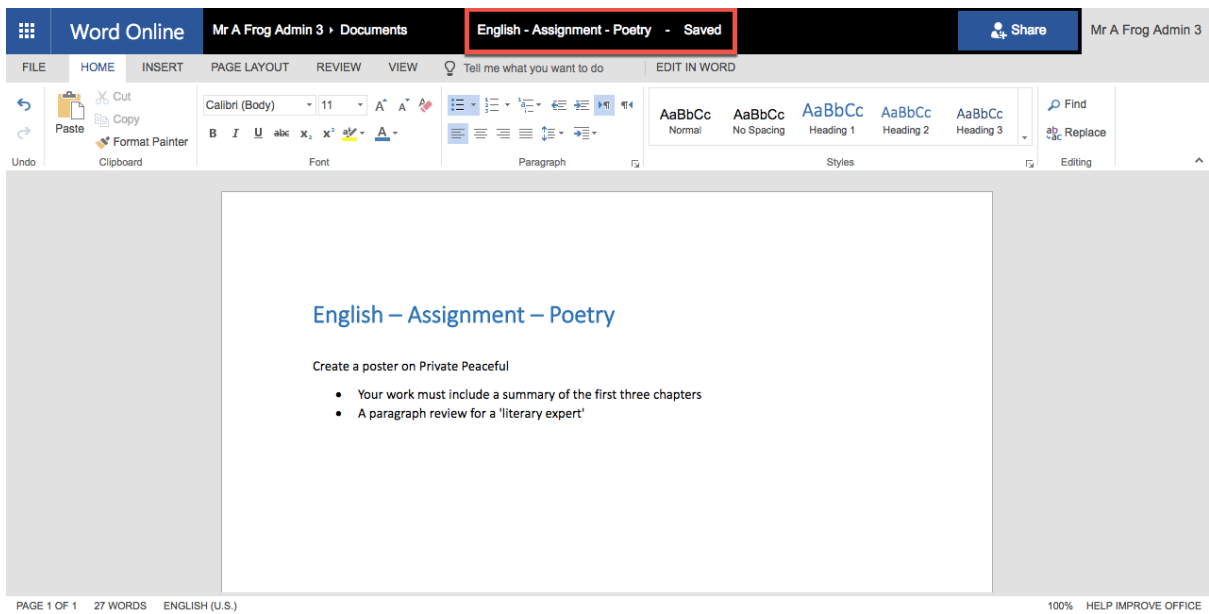 Word Online Mr A Frog Admin 3 › Documents English - Assignment - Poetry - Saved Share Mr A Frog Admin 3
FILE HOME INSERT PAGE LAYOUT REVIEW VIEW Tell me what you want to do EDIT IN WORD
Paste
Cut
Copy
Format Painter
Calibri (Body) 11
B I U abc x₂ x²
AaBbCc AaBbCc AaBbCc AaBbCc AaBbCc
Normal No Spacing Heading 1 Heading 2 Heading 3
Find
Replace
Undo Clipboard Font Paragraph Styles Editing
English – Assignment – Poetry
Create a poster on Private Peaceful
• Your work must include a summary of the first three chapters
• A paragraph review for a 'literary expert'
PAGE 1 OF 1 27 WORDS ENGLISH (U.S.) 100% HELP IMPROVE OFFICE